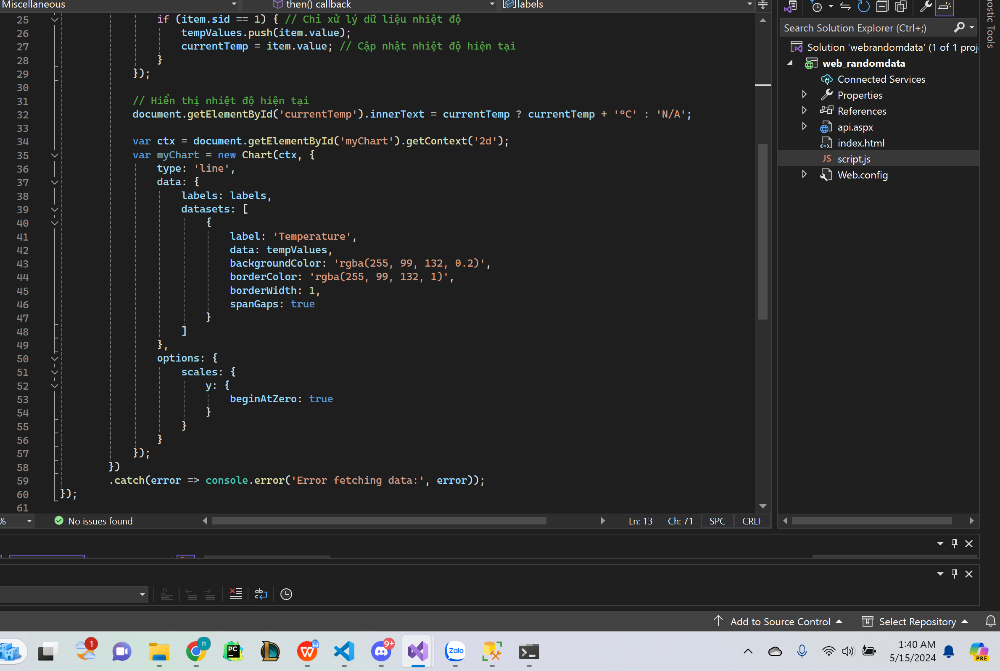 Miscellaneous
then() callback
labels
25 if (item.sid == 1) { // Chỉ xử lý dữ liệu nhiệt độ
26 tempValues.push(item.value);
27 currentTemp = item.value; // Cập nhật nhiệt độ hiện tại
28 }
29 });
30
31 // Hiển thị nhiệt độ hiện tại
32 document.getElementById('currentTemp').innerText = currentTemp ? currentTemp + '°C' : 'N/A';
33
34 var ctx = document.getElementById('myChart').getContext('2d');
35 var myChart = new Chart(ctx, {
36 type: 'line',
37 data: {
38 labels: labels,
39 datasets: [
40 {
41 label: 'Temperature',
42 data: tempValues,
43 backgroundColor: 'rgba(255, 99, 132, 0.2)',
44 borderColor: 'rgba(255, 99, 132, 1)',
45 borderWidth: 1,
46 spanGaps: true
47 }
48 ]
49 },
50 options: {
51 scales: {
52 y: {
53 beginAtZero: true
54 }
55 }
56 }
57 });
58 })
59 .catch(error => console.error('Error fetching data:', error));
60 });
61
%
No issues found
Ln: 13 Ch: 71 SPC CRLF
Search Solution Explorer (Ctrl+;)
Solution 'webrandomdata' (1 of 1 proj
web_randomdata
Connected Services
Properties
References
api.aspx
index.html
JS script.js
Web.config
nostic Tools
Add to Source Control
Select Repository
1
n
PC
W
9+
Zalo
1:40 AM
5/15/2024
PRE